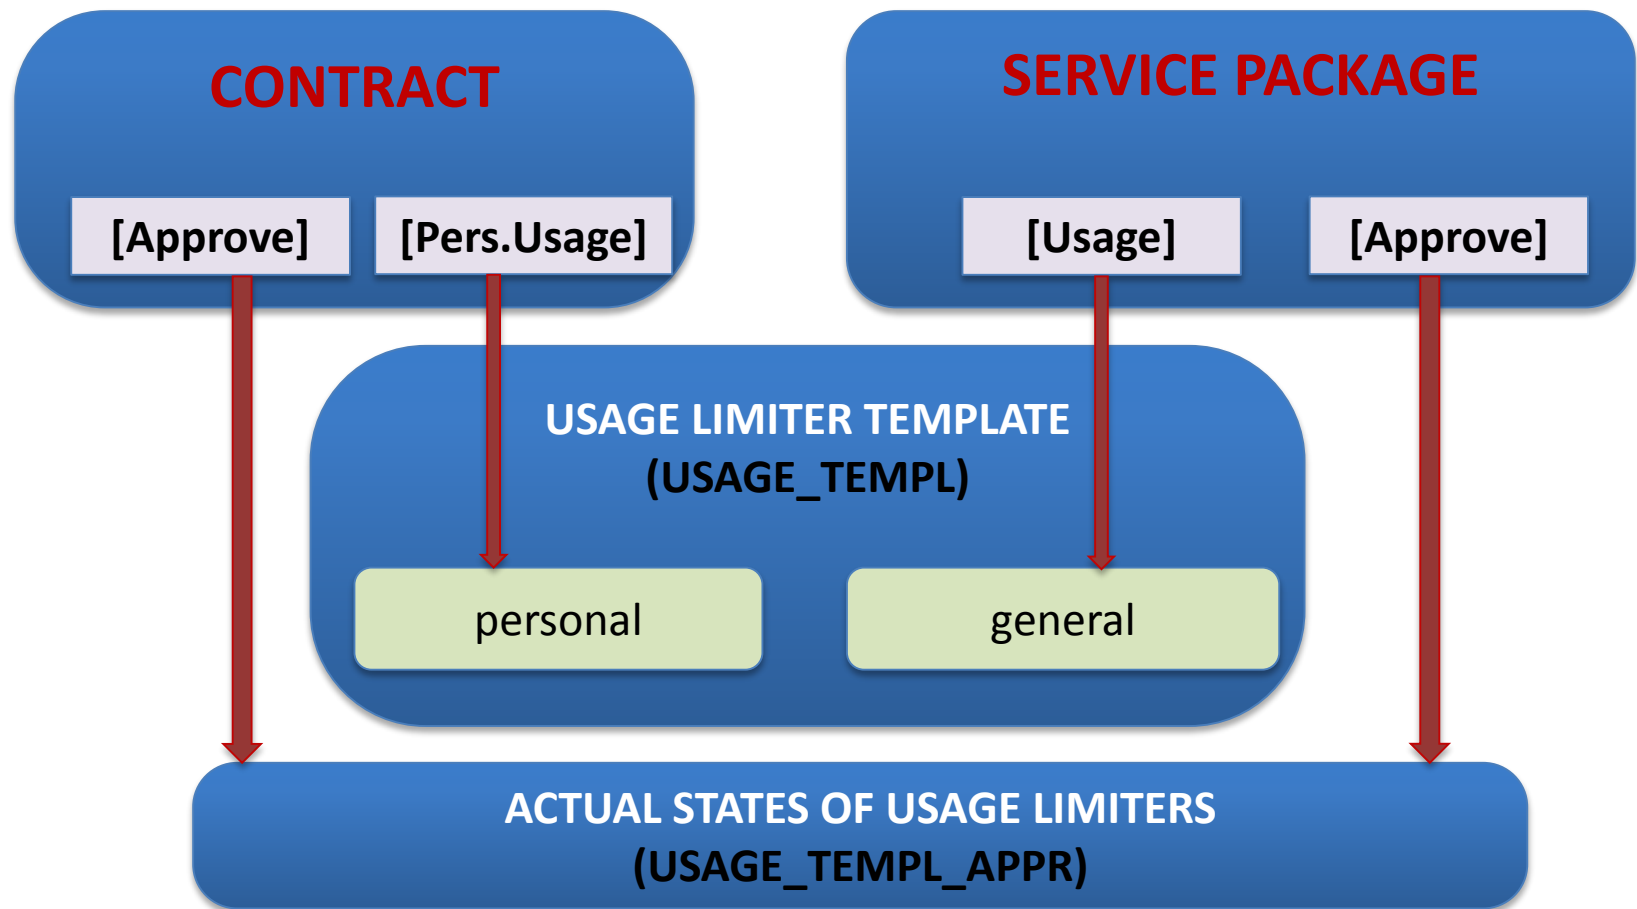 CONTRACT
[Approve]
[Pers.Usage]
SERVICE PACKAGE
[Usage]
[Approve]
USAGE LIMITER TEMPLATE
(USAGE_TEMPL)
personal
general
ACTUAL STATES OF USAGE LIMITERS
(USAGE_TEMPL_APPR)